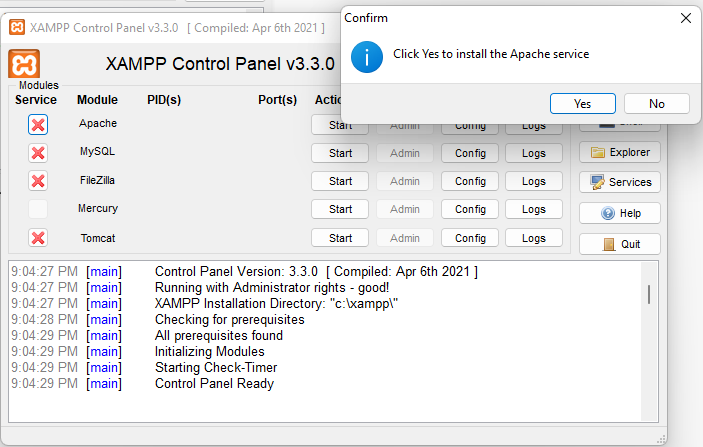 XAMPP Control Panel v3.3.0 [ Compiled: Apr 6th 2021 ]
Confirm
Click Yes to install the Apache service
Yes No
XAMPP Control Panel v3.3.0
Modules
Service Module PID(s) Port(s)
Apache Start Admin Config Logs
MySQL Start Admin Config Logs Explorer
FileZilla Start Admin Config Logs Services
Mercury Start Admin Config Logs Help
Tomcat Start Admin Config Logs Quit
9:04:27 PM [main] Control Panel Version: 3.3.0 [ Compiled: Apr 6th 2021 ]
9:04:27 PM [main] Running with Administrator rights - good!
9:04:27 PM [main] XAMPP Installation Directory: "c:\xampp\"
9:04:28 PM [main] Checking for prerequisites
9:04:29 PM [main] All prerequisites found
9:04:29 PM [main] Initializing Modules
9:04:29 PM [main] Starting Check-Timer
9:04:29 PM [main] Control Panel Ready